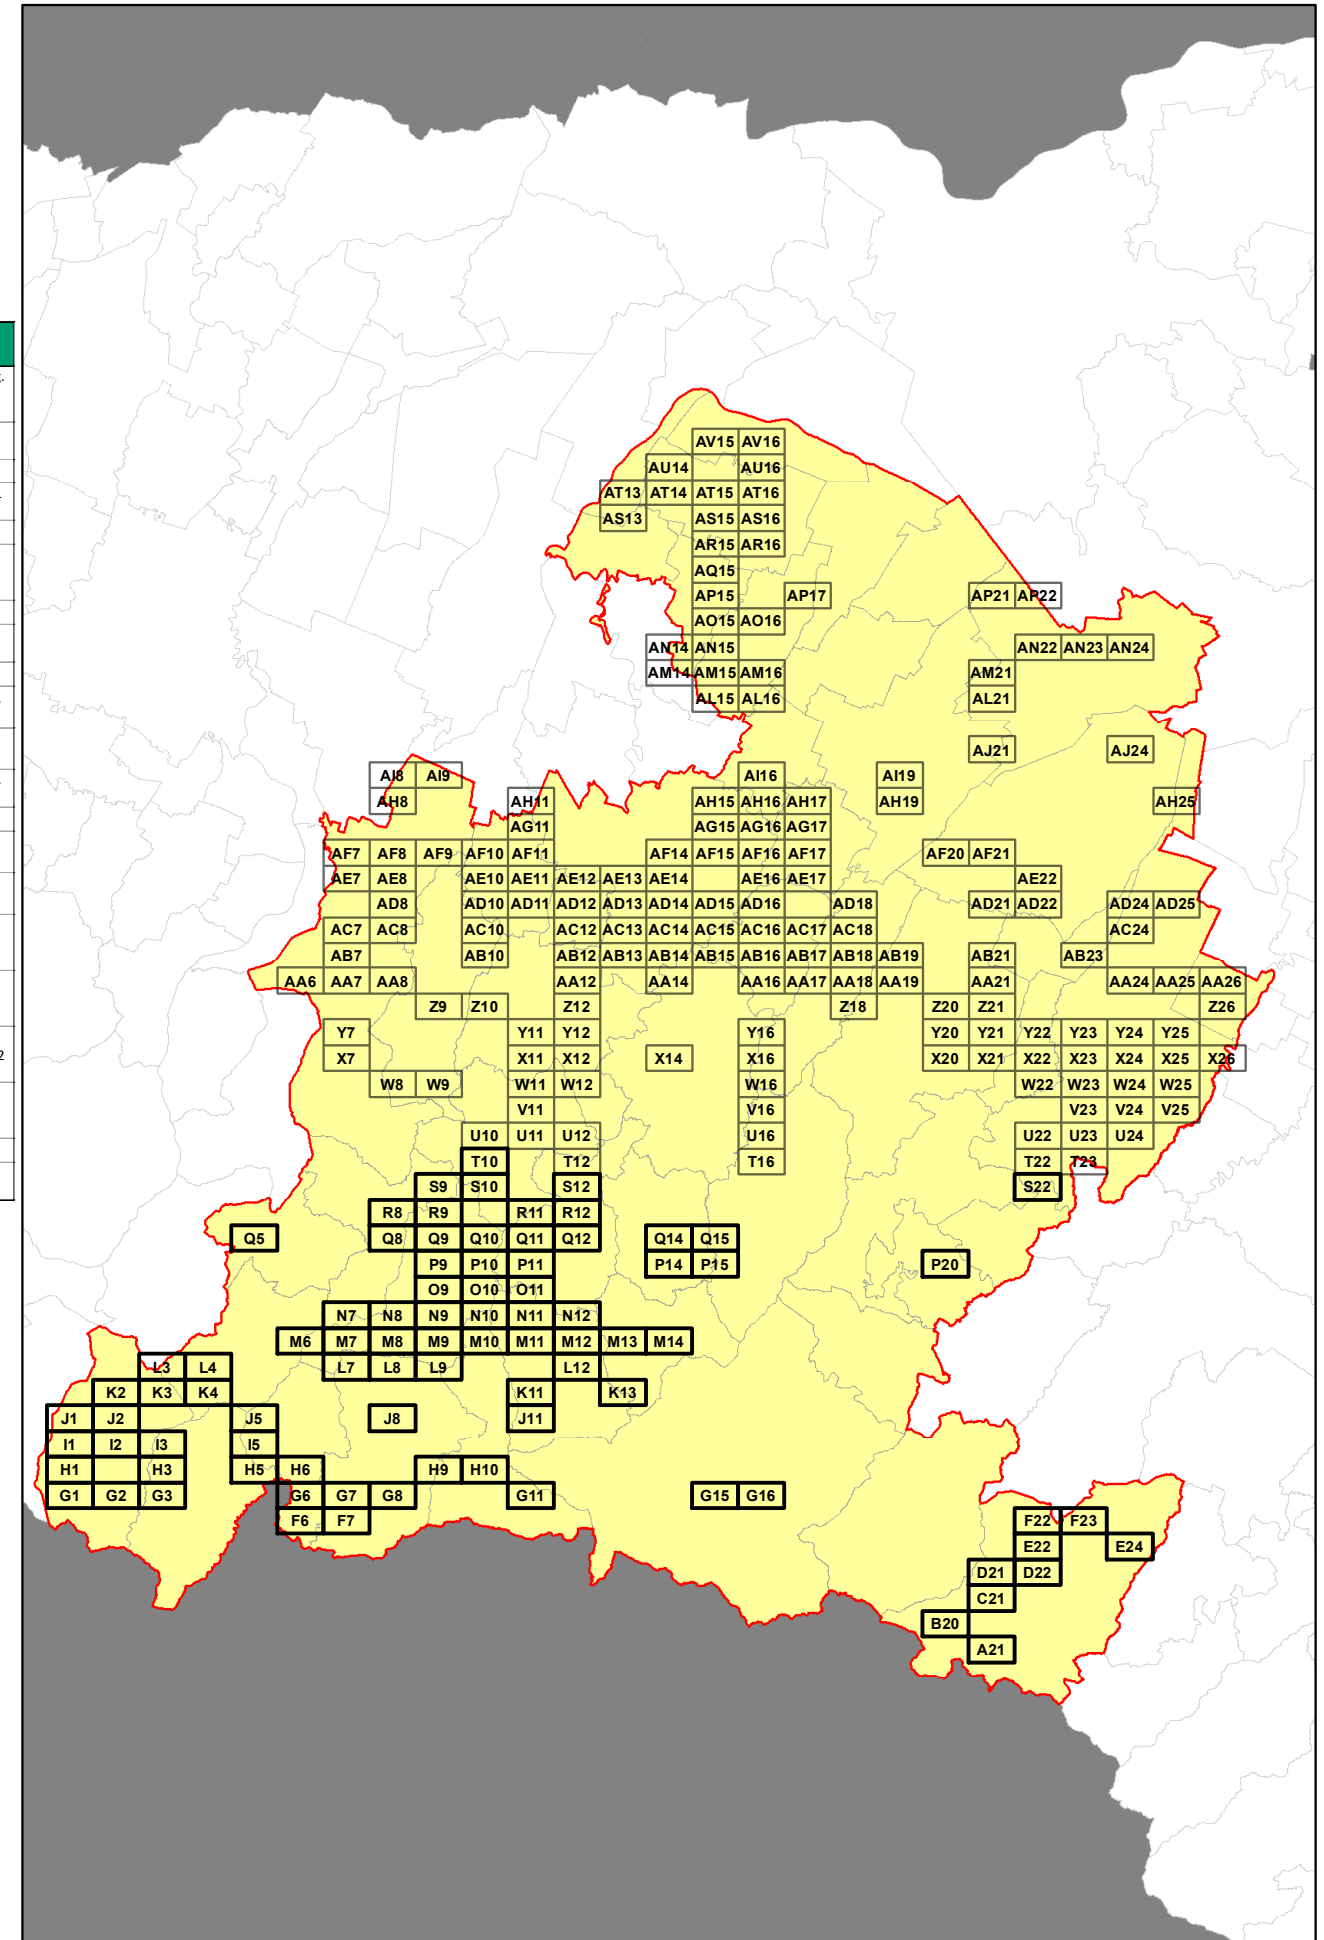 AV15 AV16
AU14 AU16
AT13 AT14 AT15 AT16
AS13 AS15 AS16
AR15 AR16
AQ15
AP15 AP17 AP21 AP22
AO15 AO16
AN14 AN15 AN22 AN23 AN24
AM14 AM15 AM16 AM21
AL15 AL16 AL21
AJ21 AJ24
AI8 AI9 AI16 AI19
AH8 AH11 AH15 AH16 AH17 AH19 AH25
AG11 AG15 AG16 AG17
AF7 AF8 AF9 AF10 AF11 AF14 AF15 AF16 AF17 AF20 AF21
AE7 AE8 AE10 AE11 AE12 AE13 AE14 AE16 AE17 AE22
AD8 AD10 AD11 AD12 AD13 AD14 AD15 AD16 AD18 AD21 AD22 AD24 AD25
AC7 AC8 AC10 AC12 AC13 AC14 AC15 AC16 AC17 AC18 AC24
AB7 AB10 AB12 AB13 AB14 AB15 AB16 AB17 AB18 AB19 AB21 AB23
AA6 AA7 AA8 AA12 AA14 AA16 AA17 AA18 AA19 AA21 AA24 AA25 AA26
Z9 Z10 Z12 Z18 Z20 Z21 Z26
Y7 Y11 Y12 Y16 Y20 Y21 Y22 Y23 Y24 Y25
2 X7 X11 X12 X14 X16 X20 X21 X22 X23 X24 X25 X26
W8 W9 W11 W12 W16 W22 W23 W24 W25
V11 V16 V23 V24 V25
U10 U11 U12 U16 U22 U23 U24
T10 T12 T16 T22 T23
S9 S10 S12 S22
R8 R9 R11 R12
Q5 Q8 Q9 Q10 Q11 Q12 Q14 Q15
P9 P10 P11 P14 P15 P20
O9 O10 O11
N7 N8 N9 N10 N11 N12
M6 M7 M8 M9 M10 M11 M12 M13 M14
L3 L4 L7 L8 L9 L12
K2 K3 K4 K11 K13
J1 J2 J5 J8 J11
I1 I2 I3 I5
H1 H3 H5 H6 H9 H10
G1 G2 G3 G6 G7 G8 G11 G15 G16
F6 F7 F22 F23
E22 E24
D21 D22
C21
B20
A21